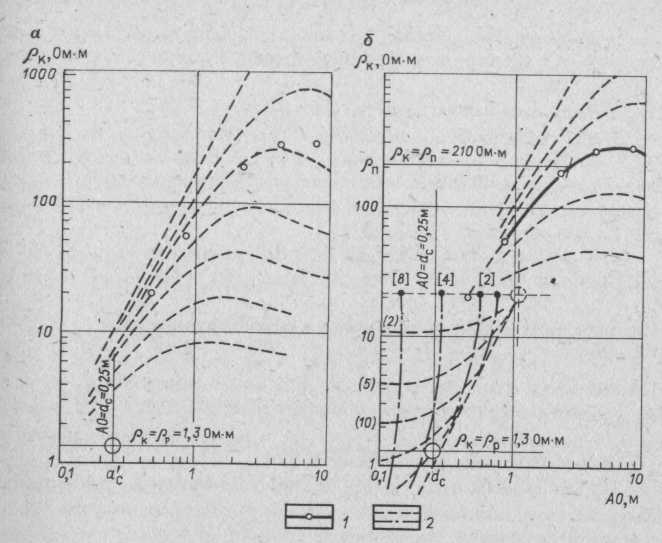 а
ρк, Ом·м
1000
100
10
1
0,1
aс
1
10
AO=dс=0,25м
ρк=ρр=1,3 Ом·м
б
ρк, Ом·м
ρп
100
10
1
ρк=ρп=210 Ом·м
AO=dс=0,25м
[8]
[4]
[2]
(2)
(5)
(10)
ρк=ρр=1,3 Ом·м
0,1
dс
1
10
AO, м
1
2